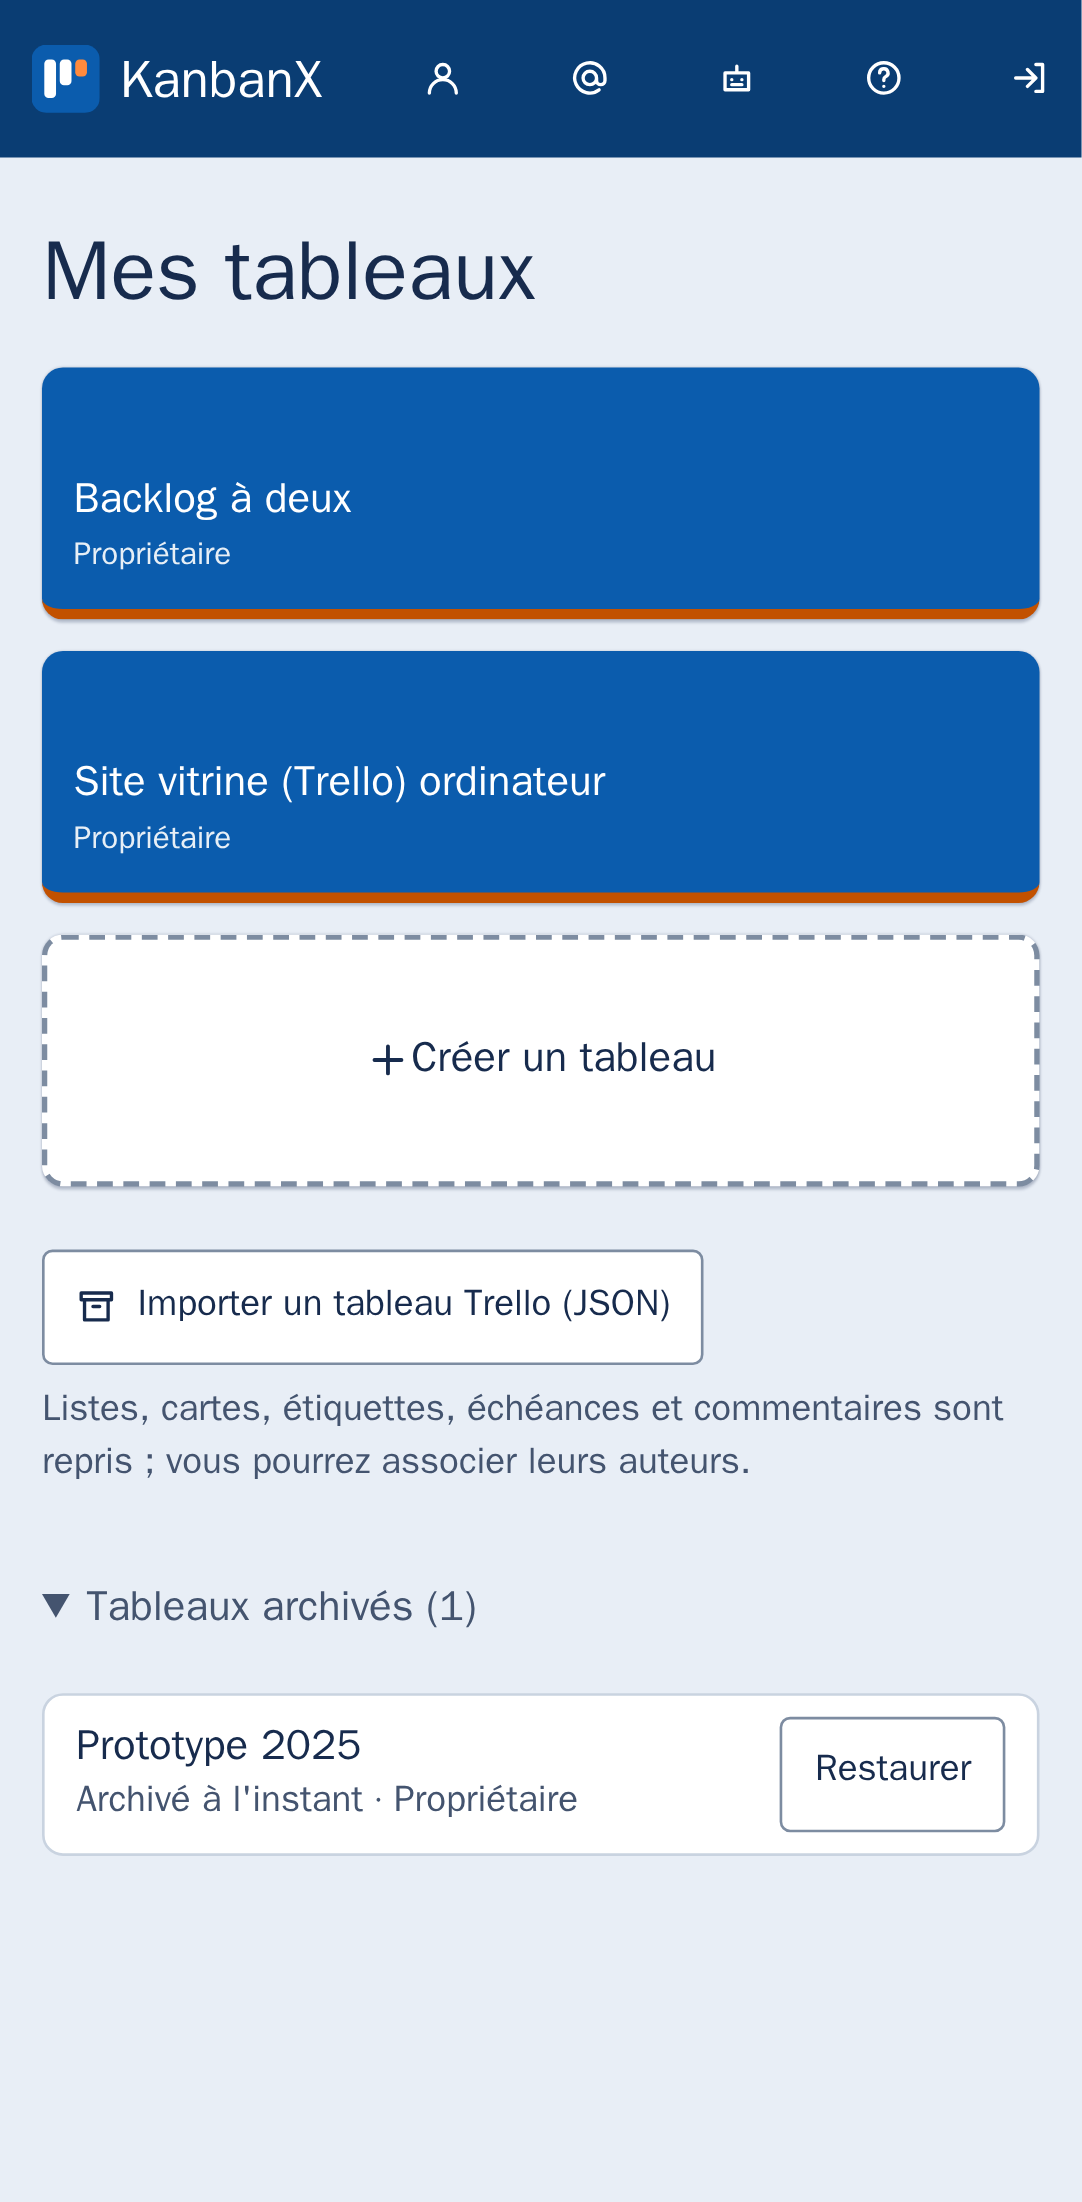 KanbanX
Mes tableaux
Backlog à deux
Propriétaire
Site vitrine (Trello) ordinateur
Propriétaire
Créer un tableau
Importer un tableau Trello (JSON)
Listes, cartes, étiquettes, échéances et commentaires sont
repris ; vous pourrez associer leurs auteurs.
Tableaux archivés (1)
Prototype 2025
Archivé à l'instant · Propriétaire
Restaurer